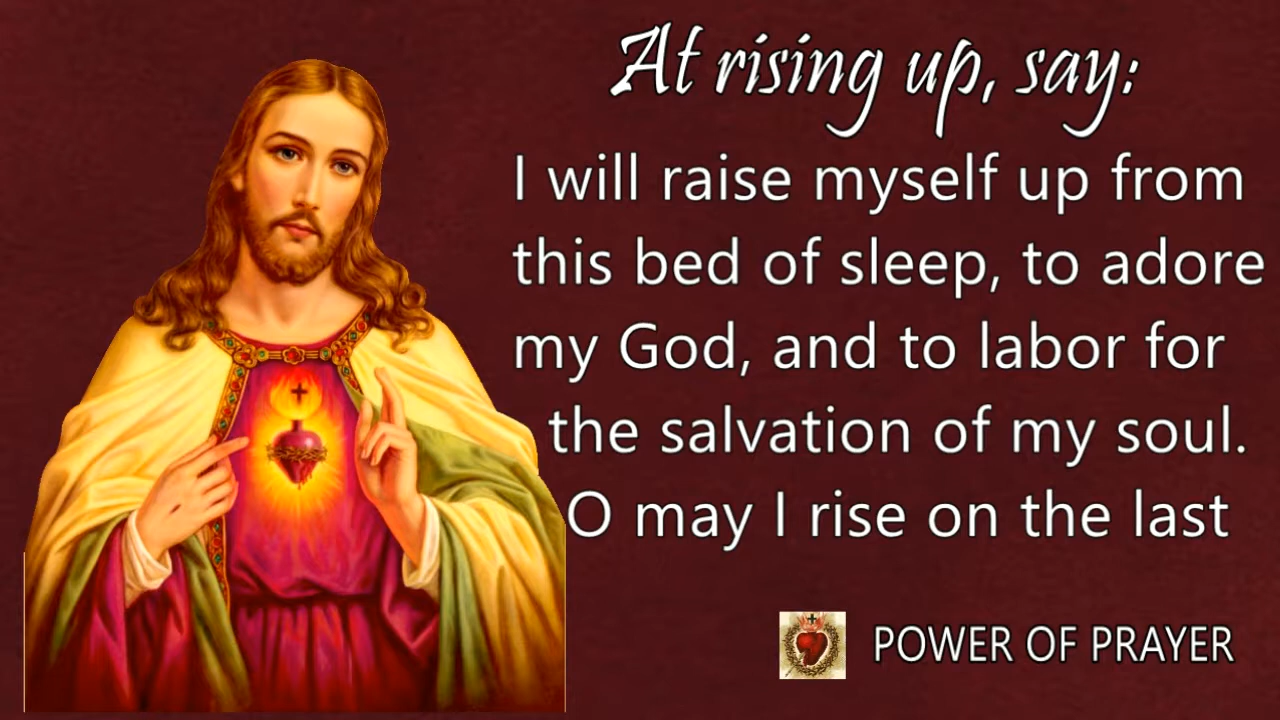 At rising up, say:
I will raise myself up from
this bed of sleep, to adore
my God, and to labor for
the salvation of my soul.
O may I rise on the last
POWER OF PRAYER